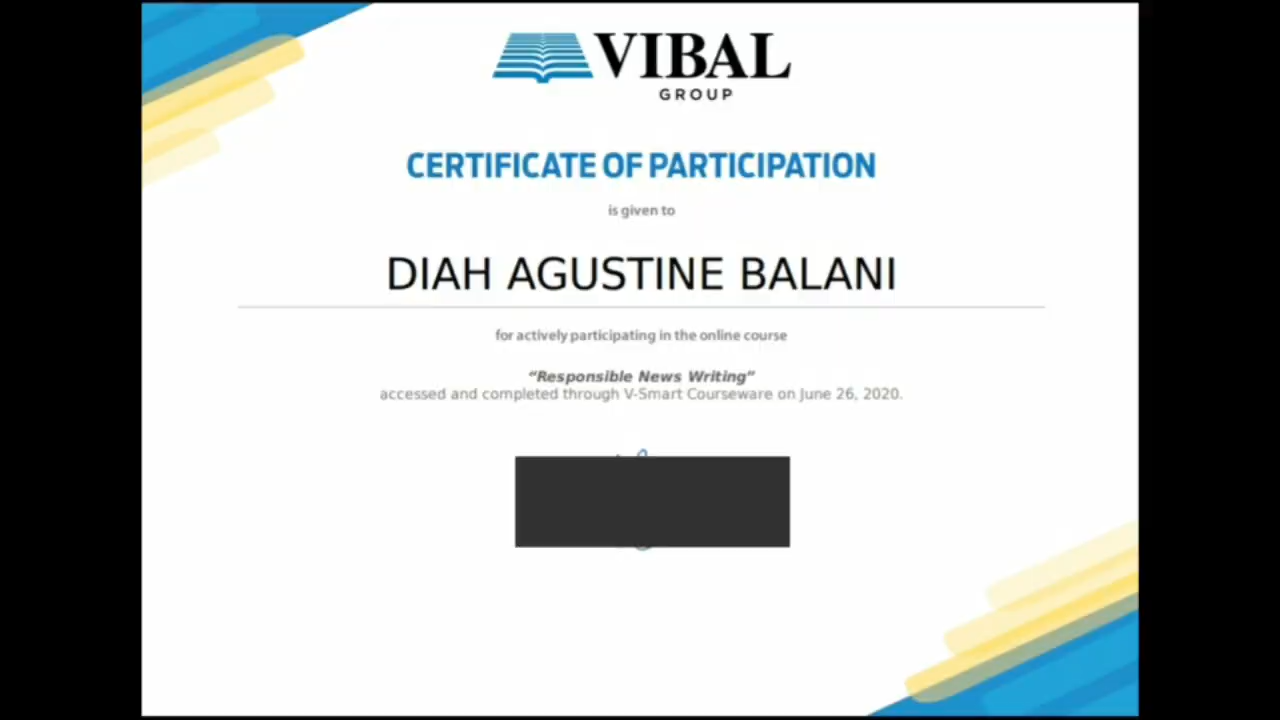 VIBAL
GROUP
CERTIFICATE OF PARTICIPATION
is given to
DIAH AGUSTINE BALANI
for actively participating in the online course
“Responsible News Writing”
accessed and completed through V-Smart Courseware on June 26, 2020.